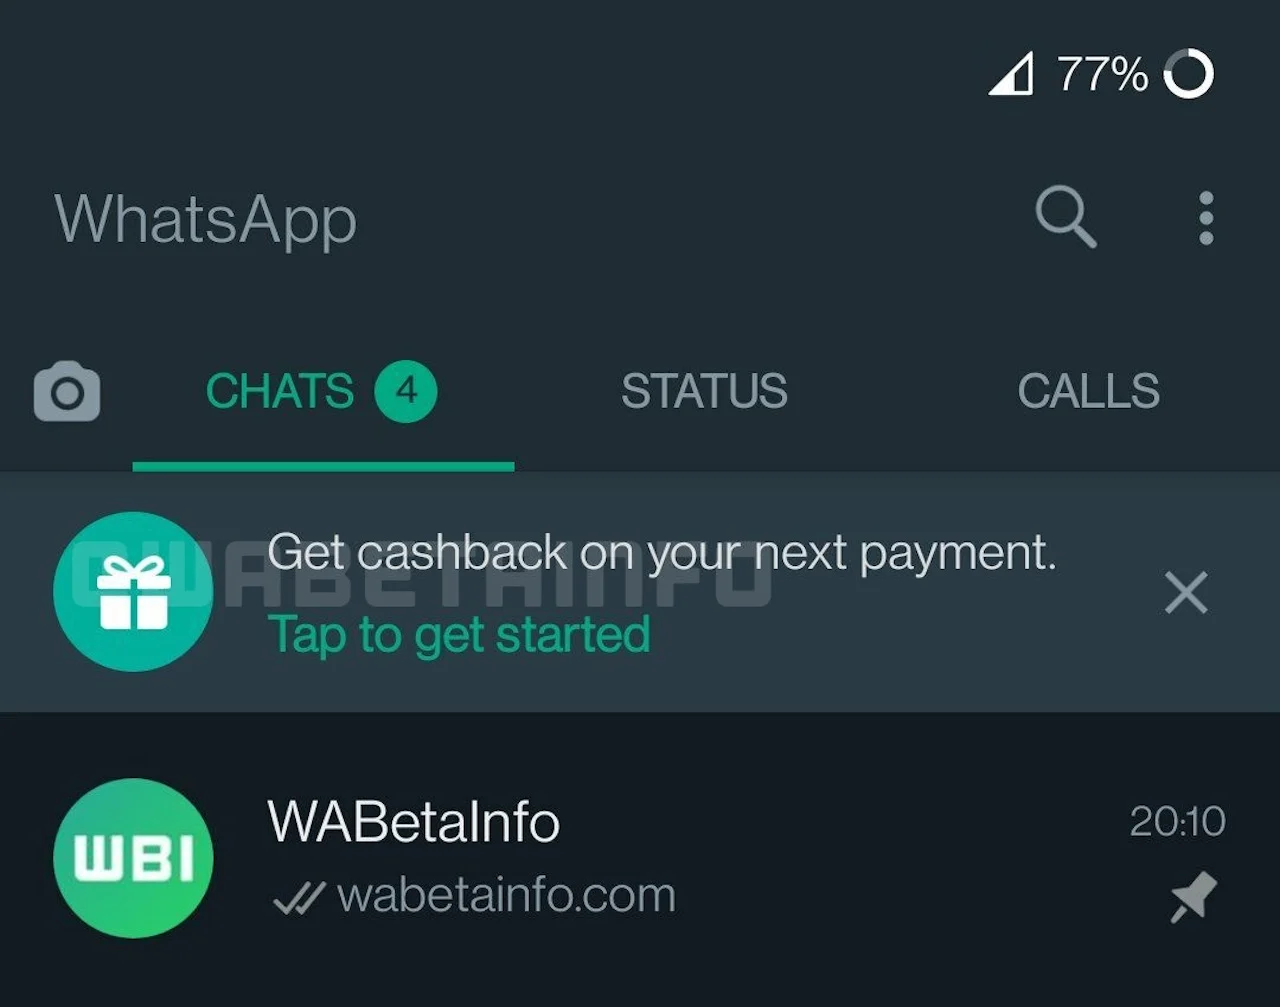 77%
WhatsApp
CHATS 4 STATUS CALLS
Get cashback on your next payment.
@WABETAINFO
Tap to get started
WBI
WABetaInfo 20:10
wabetainfo.com